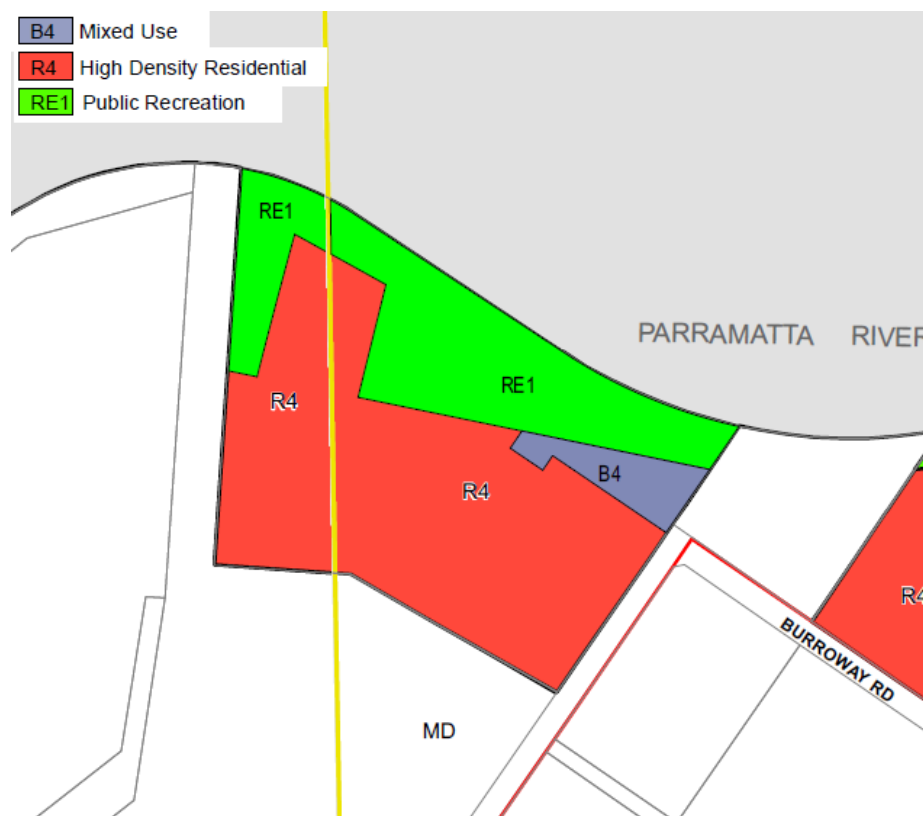 B4 Mixed Use
R4 High Density Residential
RE1 Public Recreation
RE1
PARRAMATTA RIVER
RE1
R4
B4
R4
R4
BURROWAY RD
MD